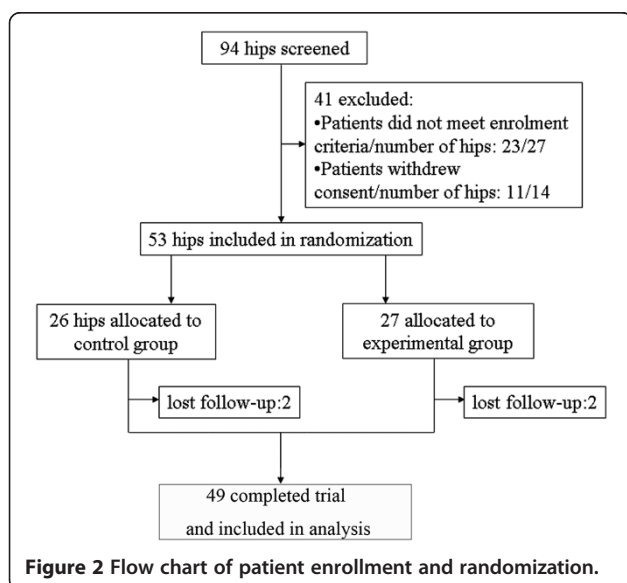 94 hips screened
41 excluded:
•Patients did not meet enrolment
criteria/number of hips: 23/27
•Patients withdrew
consent/number of hips: 11/14
53 hips included in randomization
26 hips allocated to
control group
27 allocated to
experimental group
lost follow-up:2
lost follow-up:2
49 completed trial
and included in analysis
Figure 2 Flow chart of patient enrollment and randomization.